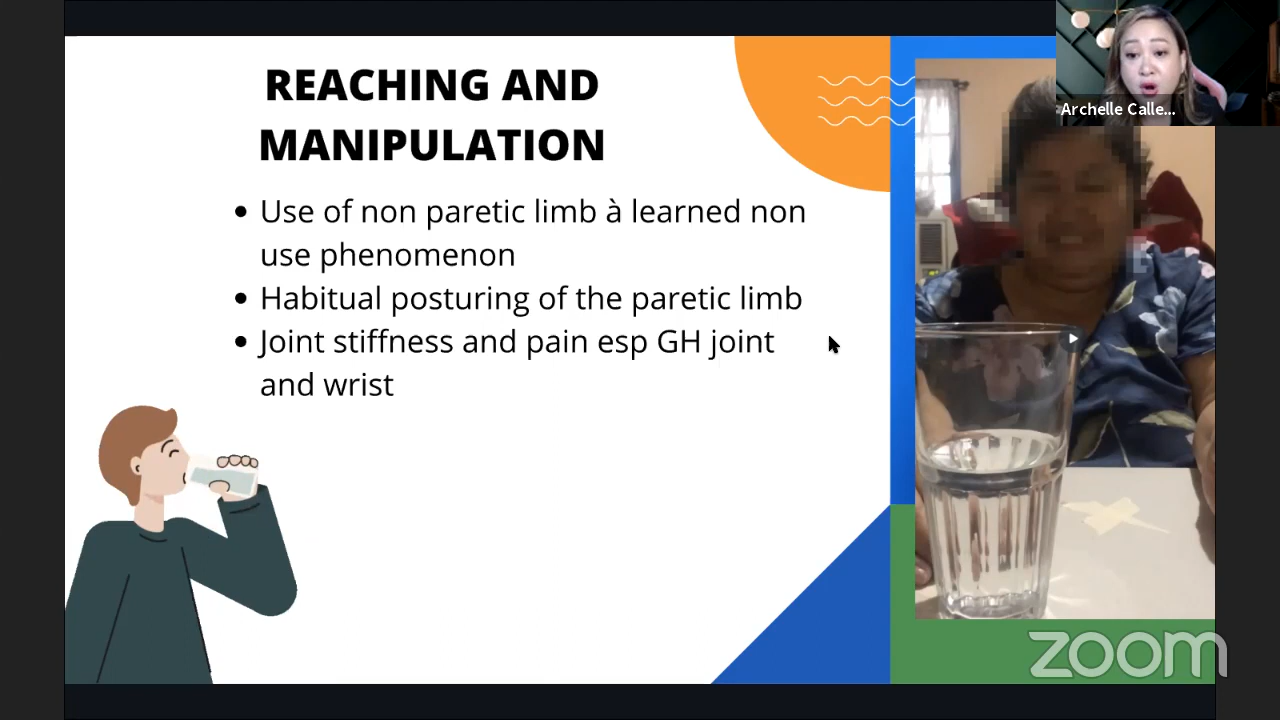 REACHING AND
MANIPULATION
• Use of non paretic limb à learned non
use phenomenon
• Habitual posturing of the paretic limb
• Joint stiffness and pain esp GH joint
and wrist
Archelle Calle...
zoom